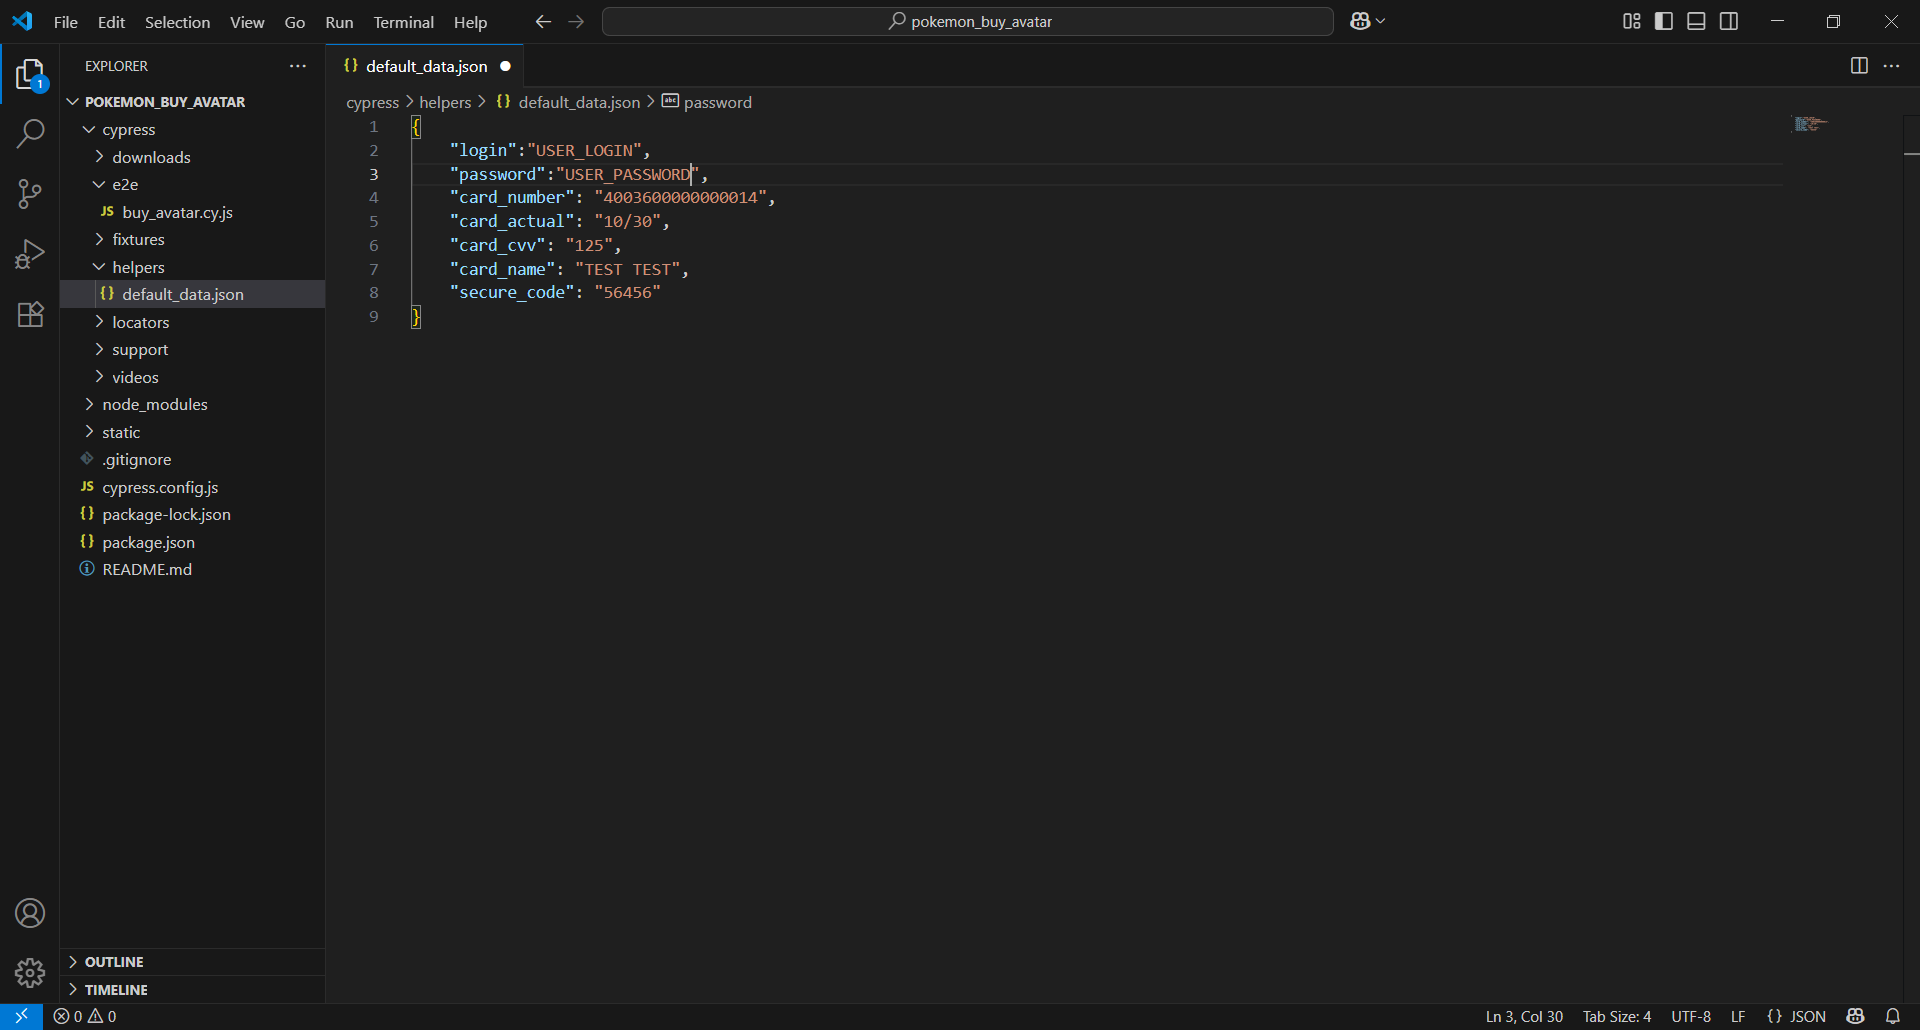 File Edit Selection View Go Run Terminal Help
pokemon_buy_avatar
EXPLORER
POKEMON_BUY_AVATAR
cypress
downloads
e2e
JS buy_avatar.cy.js
fixtures
helpers
{} default_data.json
locators
support
videos
node_modules
static
.gitignore
JS cypress.config.js
{} package-lock.json
{} package.json
README.md
OUTLINE
TIMELINE
1
{} default_data.json
cypress > helpers > {} default_data.json > abc password
1 {
2 "login":"USER_LOGIN",
3 "password":"USER_PASSWORD",
4 "card_number": "4003600000000014",
5 "card_actual": "10/30",
6 "card_cvv": "125",
7 "card_name": "TEST TEST",
8 "secure_code": "56456"
9 }
0 0
Ln 3, Col 30 Tab Size: 4 UTF-8 LF {} JSON